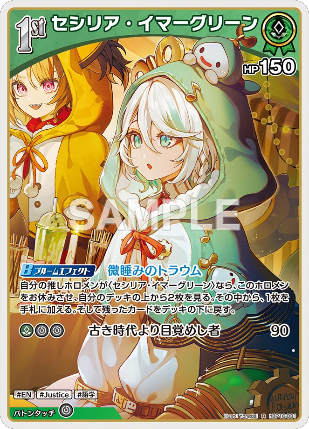 1st セシリア・イマーグリーン
HP150
SAMPLE
ブルームエフェクト 微睡みのトラウム
自分の推しホロメンが〈セシリア・イマーグリーン〉なら、このホロメン
をお休みさせ、自分のデッキの上から2枚を見る。その中から、1枚を
手札に加える。そして残ったカードをデッキの下に戻す。
古き時代より目覚めし者 90
#EN #Justice #語学
バトンタッチ